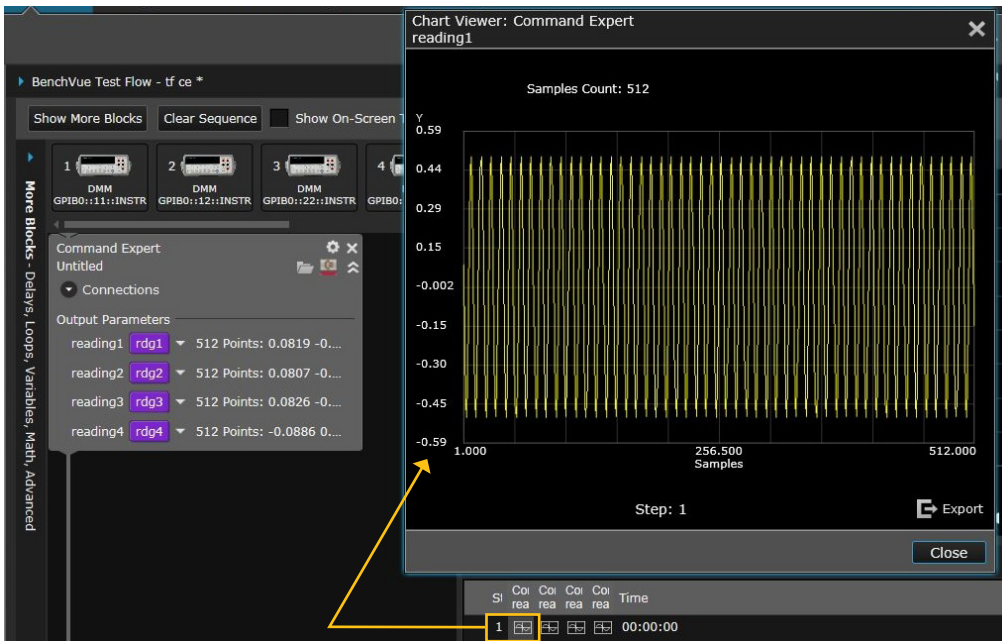 Chart Viewer: Command Expert
reading1
BenchVue Test Flow - tf ce *
Show More Blocks
Clear Sequence
Show On-Screen
More Blocks - Delays, Loops, Variables, Math, Advanced
1
DMM
GPIB0::11::INSTR
2
DMM
GPIB0::12::INSTR
3
DMM
GPIB0::22::INSTR
4
GPIB0:
Command Expert
Untitled
Connections
Output Parameters
reading1 rdg1 512 Points: 0.0819 -0....
reading2 rdg2 512 Points: 0.0807 -0....
reading3 rdg3 512 Points: 0.0826 -0....
reading4 rdg4 512 Points: -0.0886 0....
Samples Count: 512
Y
0.59
0.44
0.29
0.15
-0.002
-0.15
-0.30
-0.45
-0.59
1.000 256.500 512.000
Samples
Step: 1
Export
Close
Time
rea rea rea rea
1 00:00:00